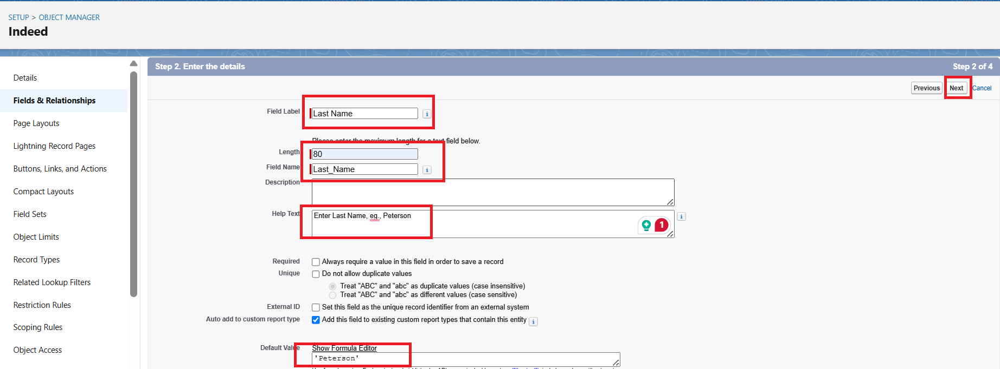 SETUP > OBJECT MANAGER
Indeed
Details
Fields & Relationships
Page Layouts
Lightning Record Pages
Buttons, Links, and Actions
Compact Layouts
Field Sets
Object Limits
Record Types
Related Lookup Filters
Restriction Rules
Scoping Rules
Object Access
Step 2. Enter the details Step 2 of 4
Previous Next Cancel
Field Label Last Name
Please enter the maximum length for a text field below.
Length 80
Field Name Last_Name
Description
Help Text Enter Last Name, eg., Peterson
1
Required Always require a value in this field in order to save a record
Unique Do not allow duplicate values
Treat "ABC" and "abc" as duplicate values (case insensitive)
Treat "ABC" and "abc" as different values (case sensitive)
External ID Set this field as the unique record identifier from an external system
Auto add to custom report type Add this field to existing custom report types that contain this entity
Default Value Show Formula Editor
'Peterson'